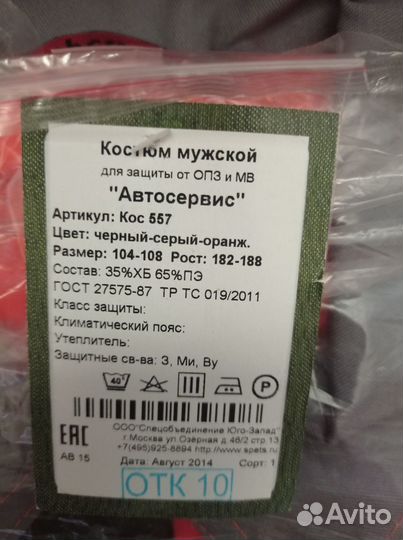 Костюм мужской
для защиты от ОПЗ и МВ
"Автосервис"
Артикул: Кос 557
Цвет: черный-серый-оранж.
Размер: 104-108 Рост: 182-188
Состав: 35%ХБ 65%ПЭ
ГОСТ 27575-87 ТР ТС 019/2011
Класс защиты:
Климатический пояс:
Утеплитель:
Защитные св-ва: З, Ми, Ву
40° P
ООО"Спецобъединение Юго-Запад"
г.Москва ул.Озерная д.46/2 стр.13
+7(495)925-8894 http://www.spets.ru
ЕАС
АВ 15
Дата: Август 2014 Сорт: 1
ОТК 10
Avito